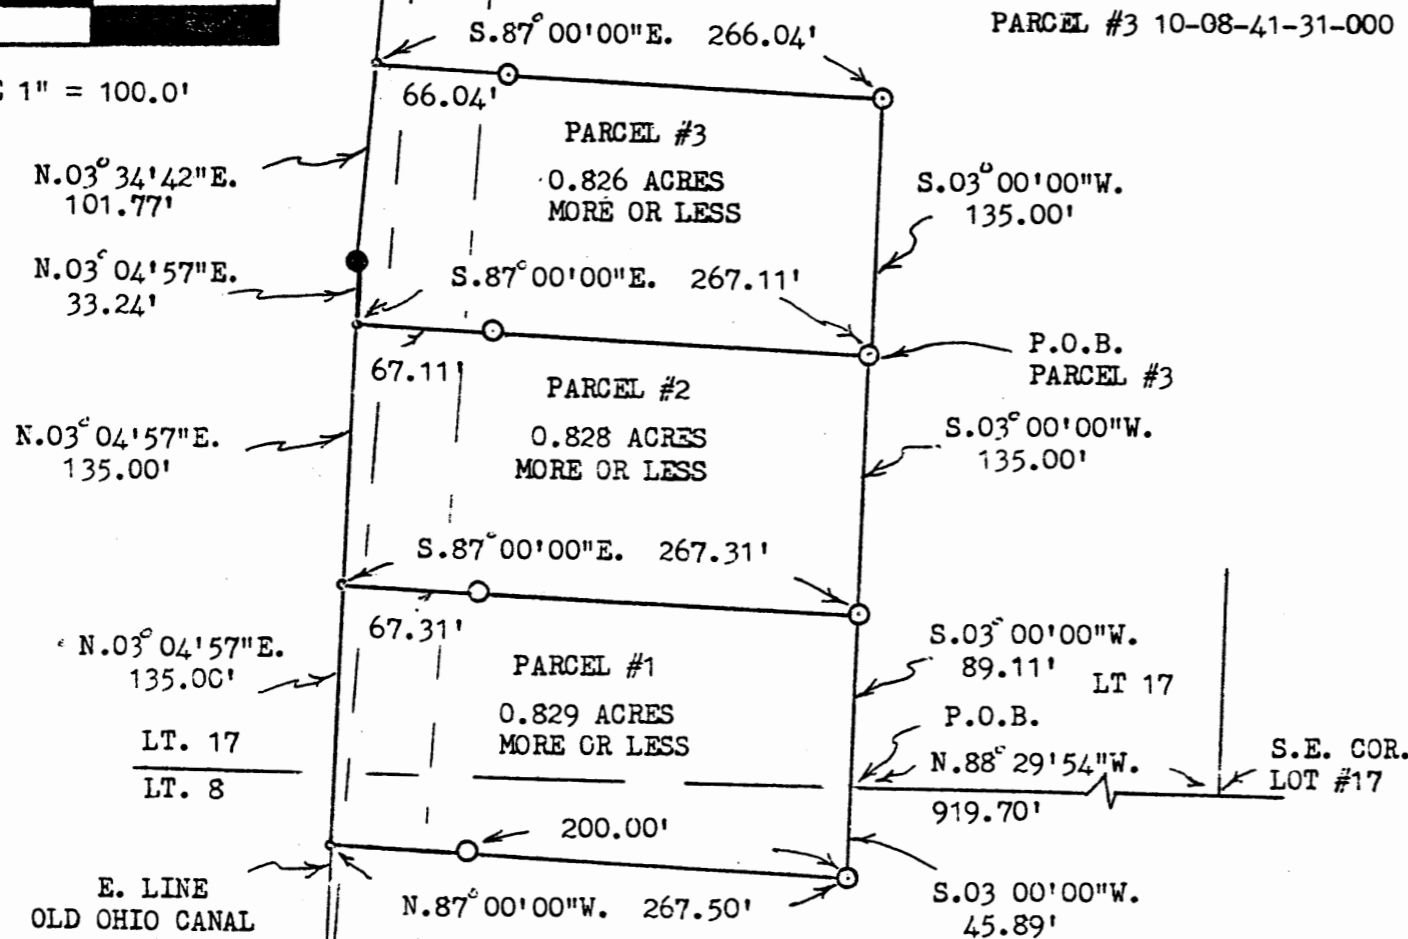 S.87°00'00"E. 266.04'
PARCEL #3 10-08-41-31-000
1" = 100.0'
66.04'
PARCEL #3
0.826 ACRES
MORE OR LESS
N.03°34'42"E.
101.77'
S.03°00'00"W.
135.00'
N.03°04'57"E.
33.24'
S.87°00'00"E. 267.11'
P.O.B.
PARCEL #3
67.11'
PARCEL #2
0.828 ACRES
MORE OR LESS
N.03°04'57"E.
135.00'
S.03°00'00"W.
135.00'
S.87°00'00"E. 267.31'
67.31'
N.03°04'57"E.
135.00'
PARCEL #1
0.829 ACRES
MORE OR LESS
S.03°00'00"W.
89.11'
LT 17
P.O.B.
N.88°29'54"W.
919.70'
S.E. COR.
LOT #17
LT. 17
LT. 8
200.00'
E. LINE
OLD OHIO CANAL
N.87°00'00"W. 267.50'
S.03 00'00"W.
45.89'